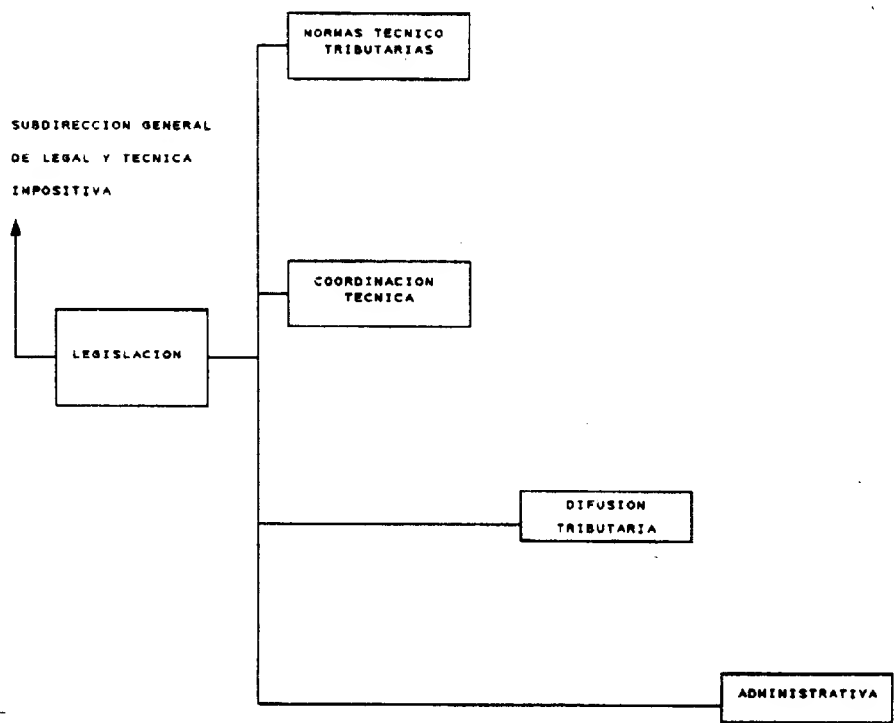 NORMAS TECNICO
TRIBUTARIAS
SUBDIRECCION GENERAL
DE LEGAL Y TECNICA
IMPOSITIVA
COORDINACION
TECNICA
LEGISLACION
DIFUSION
TRIBUTARIA
ADMINISTRATIVA